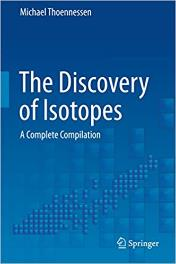 Michael Thoennessen
The Discovery
of Isotopes
A Complete Compilation
Springer